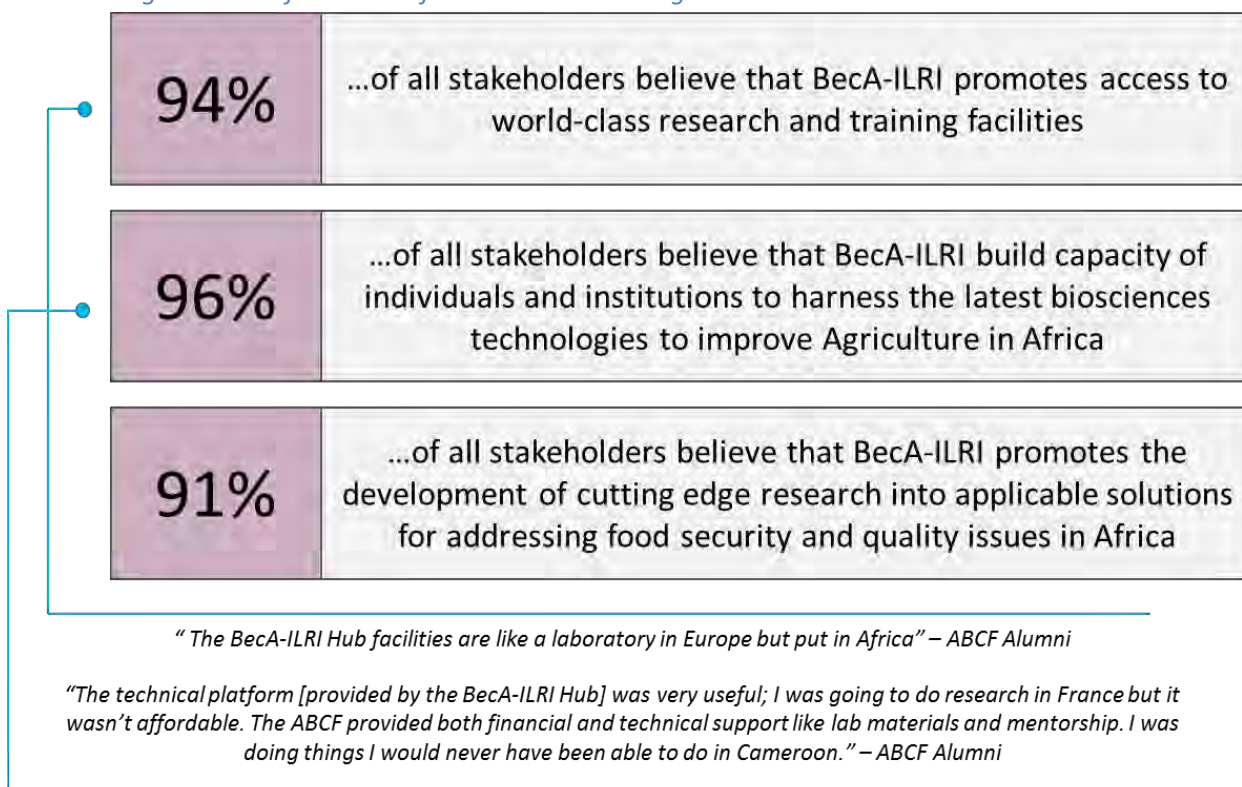 94%
...of all stakeholders believe that BecA-ILRI promotes access to
world-class research and training facilities
96%
...of all stakeholders believe that BecA-ILRI build capacity of
individuals and institutions to harness the latest biosciences
technologies to improve Agriculture in Africa
91%
...of all stakeholders believe that BecA-ILRI promotes the
development of cutting edge research into applicable solutions
for addressing food security and quality issues in Africa
“ The BecA-ILRI Hub facilities are like a laboratory in Europe but put in Africa” – ABCF Alumni
“The technical platform [provided by the BecA-ILRI Hub] was very useful; I was going to do research in France but it
wasn’t affordable. The ABCF provided both financial and technical support like lab materials and mentorship. I was
doing things I would never have been able to do in Cameroon.” – ABCF Alumni